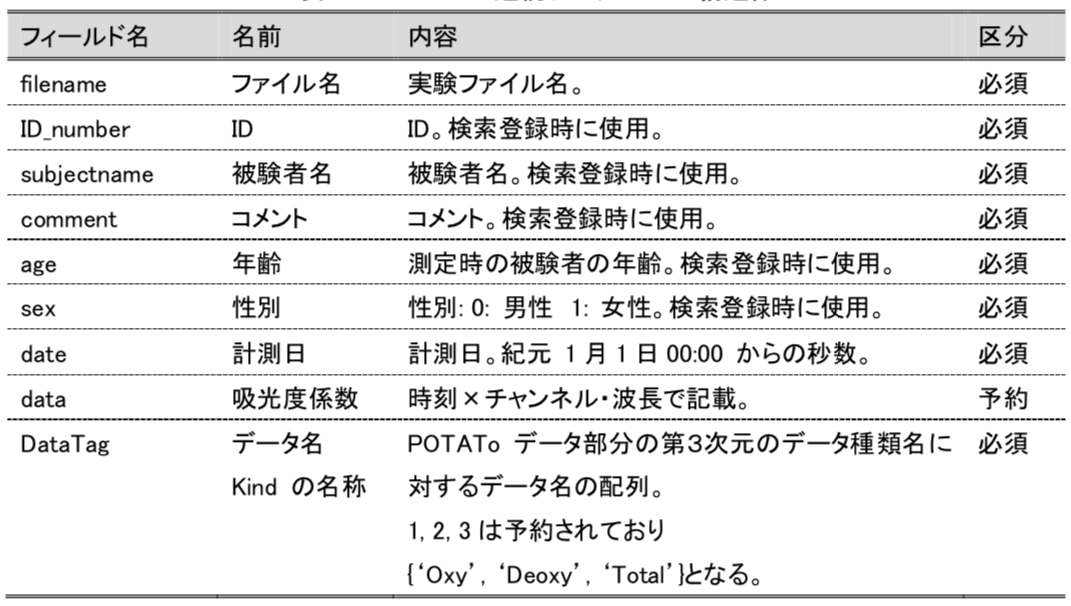 フィールド名 名前 内容 区分
filename ファイル名 実験ファイル名。 必須
ID_number ID ID。検索登録時に使用。 必須
subjectname 被験者名 被験者名。検索登録時に使用。 必須
comment コメント コメント。検索登録時に使用。 必須
age 年齢 測定時の被験者の年齢。検索登録時に使用。 必須
sex 性別 性別: 0: 男性 1: 女性。検索登録時に使用。 必須
date 計測日 計測日。紀元 1 月 1 日 00:00 からの秒数。 必須
data 吸光度係数 時刻×チャンネル・波長で記載。 予約
DataTag データ名 POTATo データ部分の第3次元のデータ種類名に 必須
Kind の名称 対するデータ名の配列。
1, 2, 3 は予約されており
{‘Oxy’, ‘Deoxy’, ‘Total’}となる。